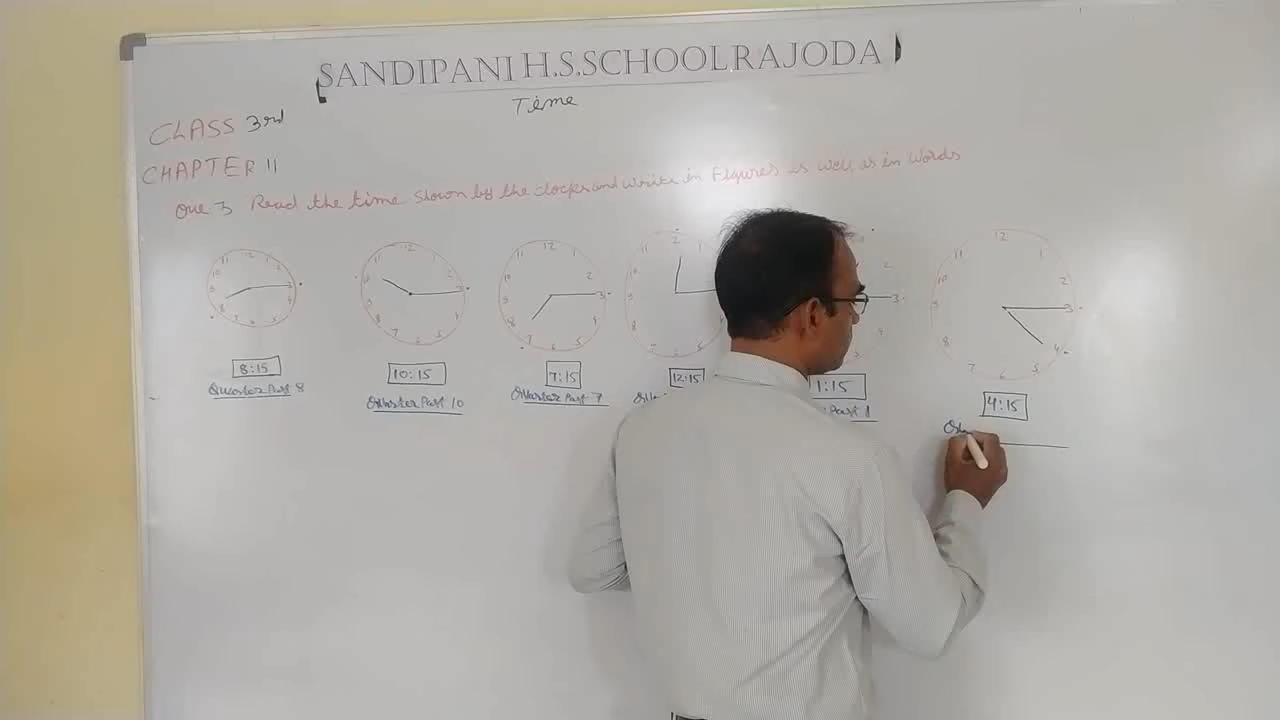 SANDIPANI H.S.SCHOOL,RAJODA
Time
CLASS 3rd
CHAPTER 11
Que 3 Read the time Shown by the clocks and write in Figures as well as in words
8:15
Quarter Past 8
10:15
Quarter Past 10
7:15
Quarter Past 7
12:15
1:15
Past 1
4:15